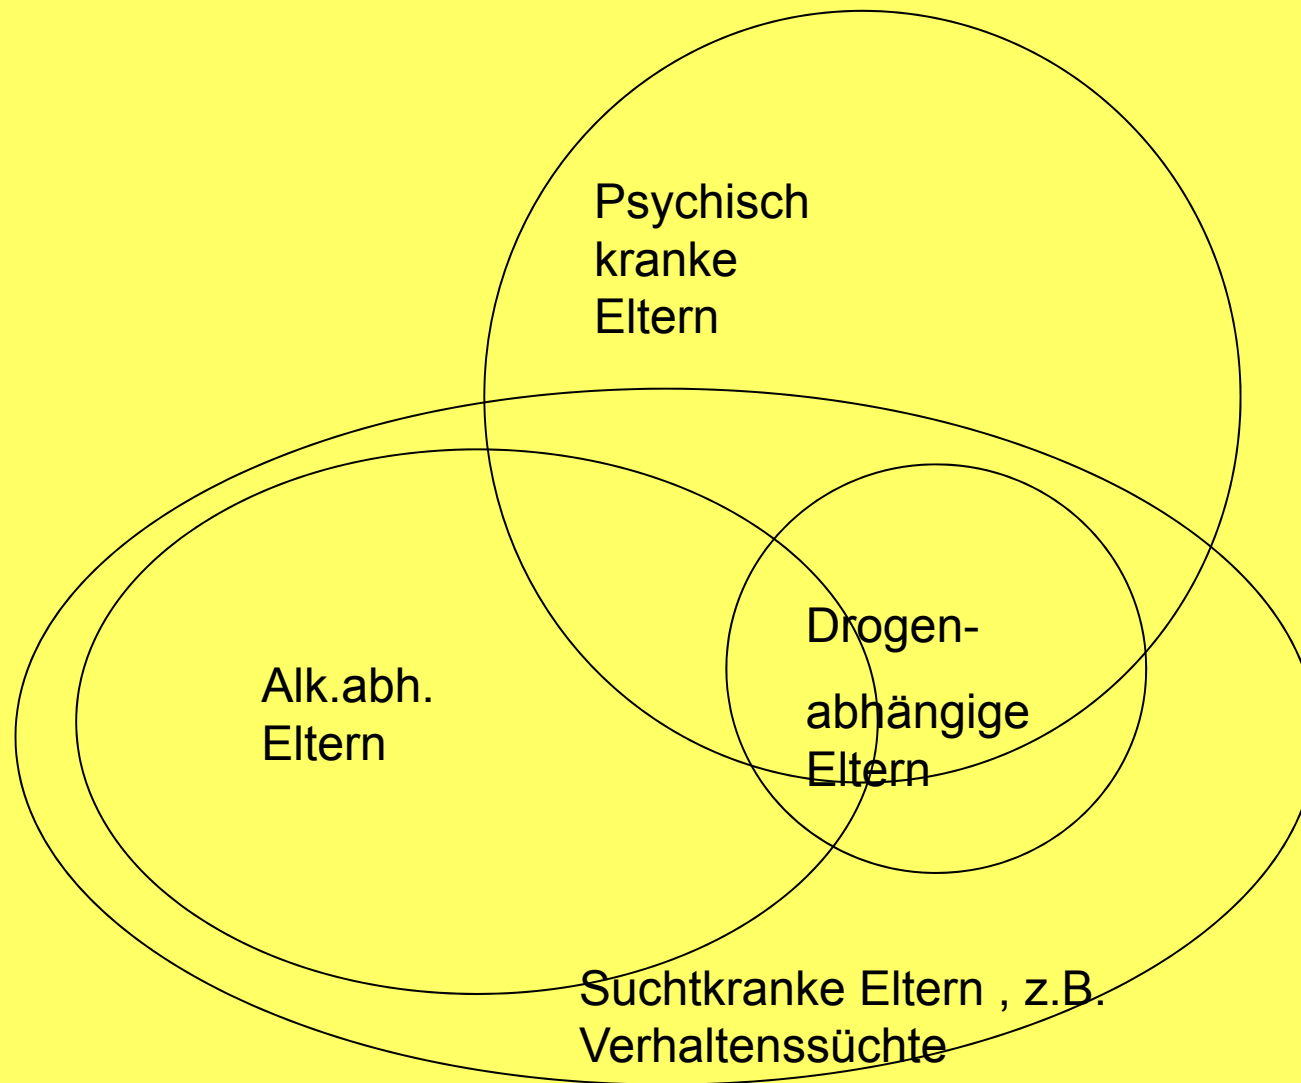 Psychisch
kranke
Eltern
Drogen-
abhängige
Eltern
Alk.abh.
Eltern
Suchtkranke Eltern , z.B.
Verhaltenssüchte